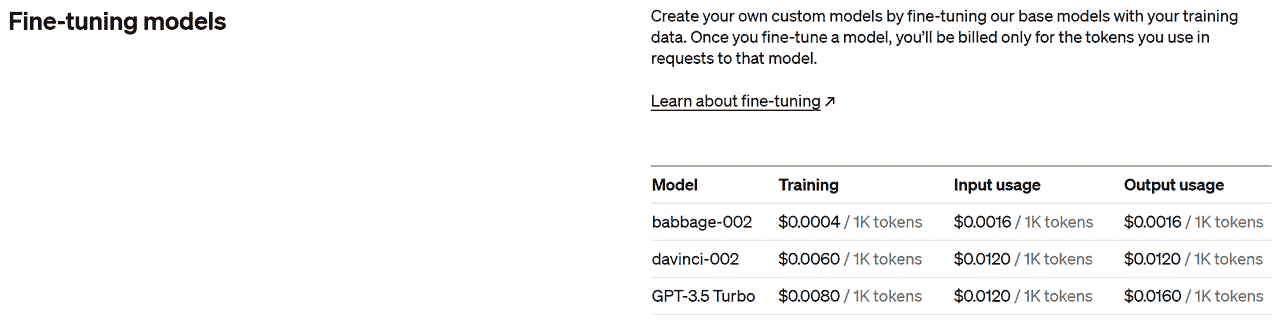 Fine-tuning models
Create your own custom models by fine-tuning our base models with your training
data. Once you fine-tune a model, you’ll be billed only for the tokens you use in
requests to that model.
Learn about fine-tuning ↗
Model Training Input usage Output usage
babbage-002 $0.0004 / 1K tokens $0.0016 / 1K tokens $0.0016 / 1K tokens
davinci-002 $0.0060 / 1K tokens $0.0120 / 1K tokens $0.0120 / 1K tokens
GPT-3.5 Turbo $0.0080 / 1K tokens $0.0120 / 1K tokens $0.0160 / 1K tokens